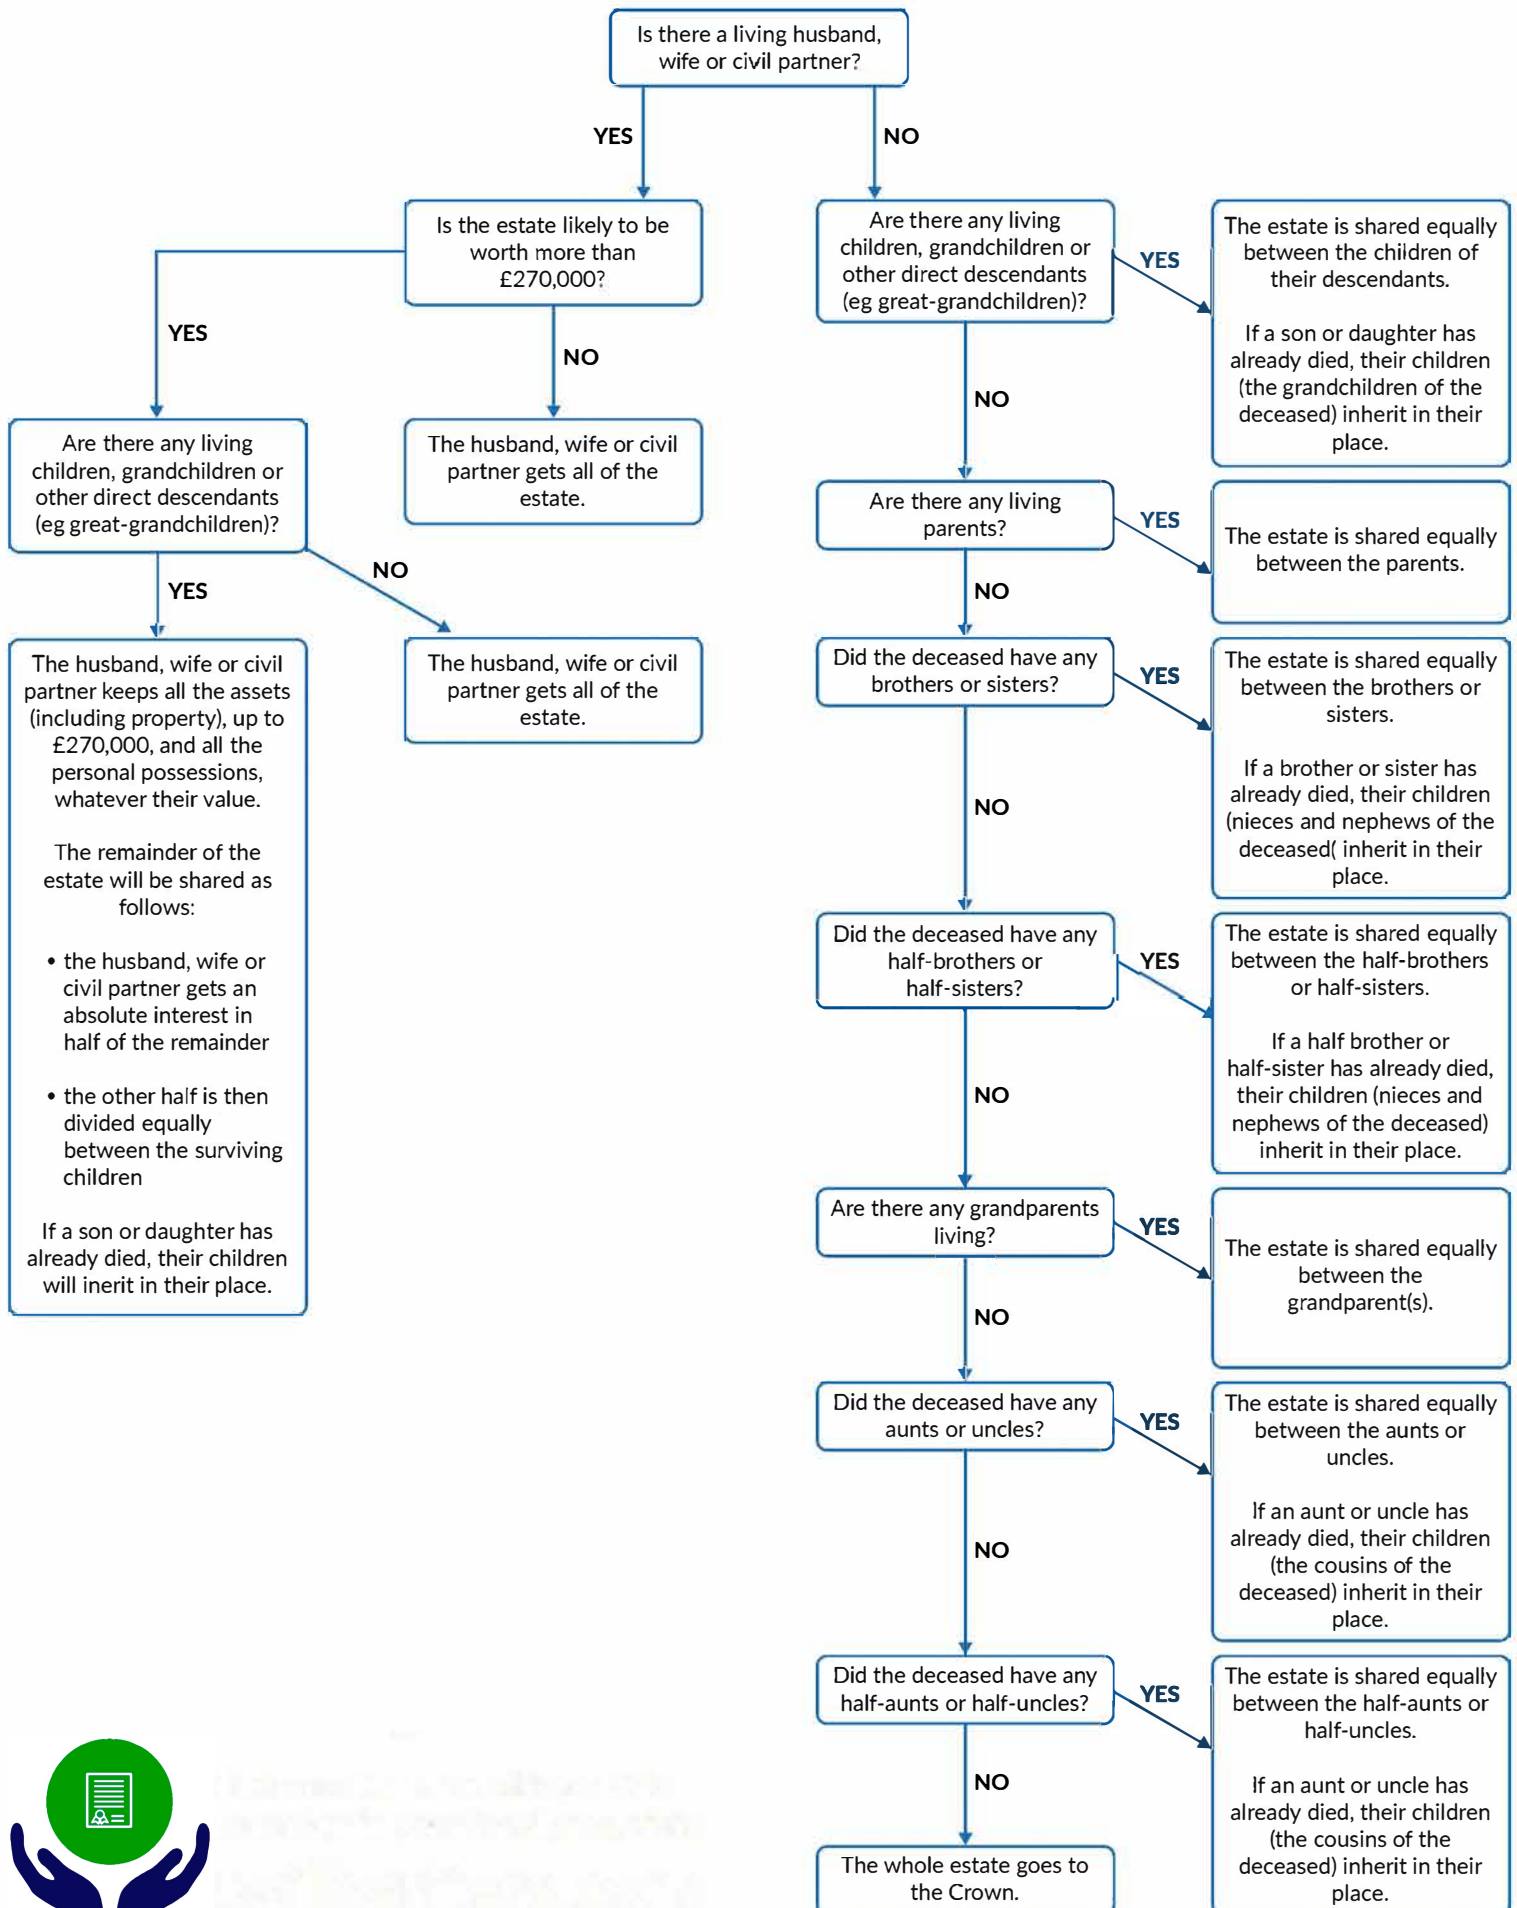 Is there a living husband,
wife or civil partner?
YES
NO
Is the estate likely to be
worth more than
£270,000?
YES
NO
Are there any living
children, grandchildren or
other direct descendants
(eg great-grandchildren)?
The husband, wife or civil
partner gets all of the
estate.
YES
NO
The husband, wife or civil
partner keeps all the assets
(including property), up to
£270,000, and all the
personal possessions,
whatever their value.
The remainder of the
estate will be shared as
follows:
• the husband, wife or
civil partner gets an
absolute interest in
half of the remainder
• the other half is then
divided equally
between the surviving
children
If a son or daughter has
already died, their children
will inerit in their place.
The husband, wife or civil
partner gets all of the
estate.
Are there any living
children, grandchildren or
other direct descendants
(eg great-grandchildren)?
YES
The estate is shared equally
between the children of
their descendants.
If a son or daughter has
already died, their children
(the grandchildren of the
deceased) inherit in their
place.
NO
Are there any living
parents?
YES
The estate is shared equally
between the parents.
NO
Did the deceased have any
brothers or sisters?
YES
The estate is shared equally
between the brothers or
sisters.
If a brother or sister has
already died, their children
(nieces and nephews of the
deceased( inherit in their
place.
NO
Did the deceased have any
half-brothers or
half-sisters?
YES
The estate is shared equally
between the half-brothers
or half-sisters.
If a half brother or
half-sister has already died,
their children (nieces and
nephews of the deceased)
inherit in their place.
NO
Are there any grandparents
living?
YES
The estate is shared equally
between the
grandparent(s).
NO
Did the deceased have any
aunts or uncles?
YES
The estate is shared equally
between the aunts or
uncles.
If an aunt or uncle has
already died, their children
(the cousins of the
deceased) inherit in their
place.
NO
Did the deceased have any
half-aunts or half-uncles?
YES
The estate is shared equally
between the half-aunts or
half-uncles.
If an aunt or uncle has
already died, their children
(the cousins of the
deceased) inherit in their
place.
NO
The whole estate goes to
the Crown.